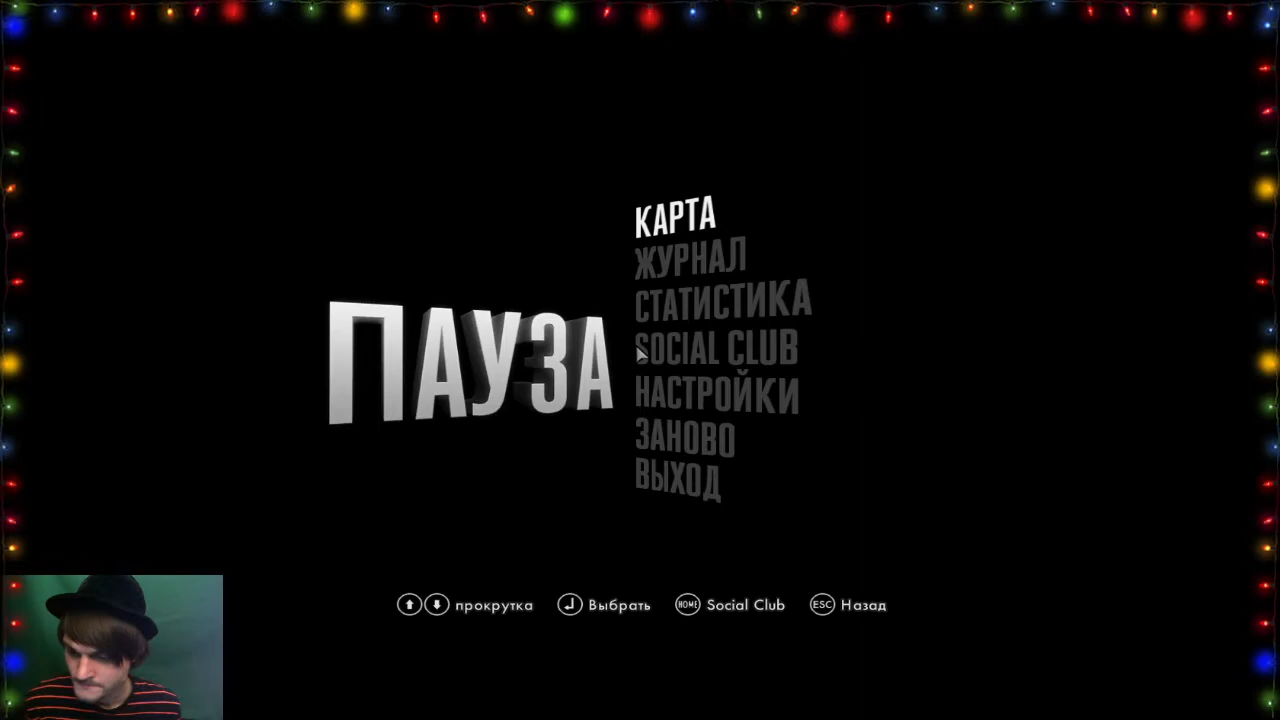 ПАУЗА
КАРТА
ЖУРНАЛ
СТАТИСТИКА
SOCIAL CLUB
НАСТРОЙКИ
ЗАНОВО
ВЫХОД
прокрутка Выбрать HOME Social Club ESC Назад